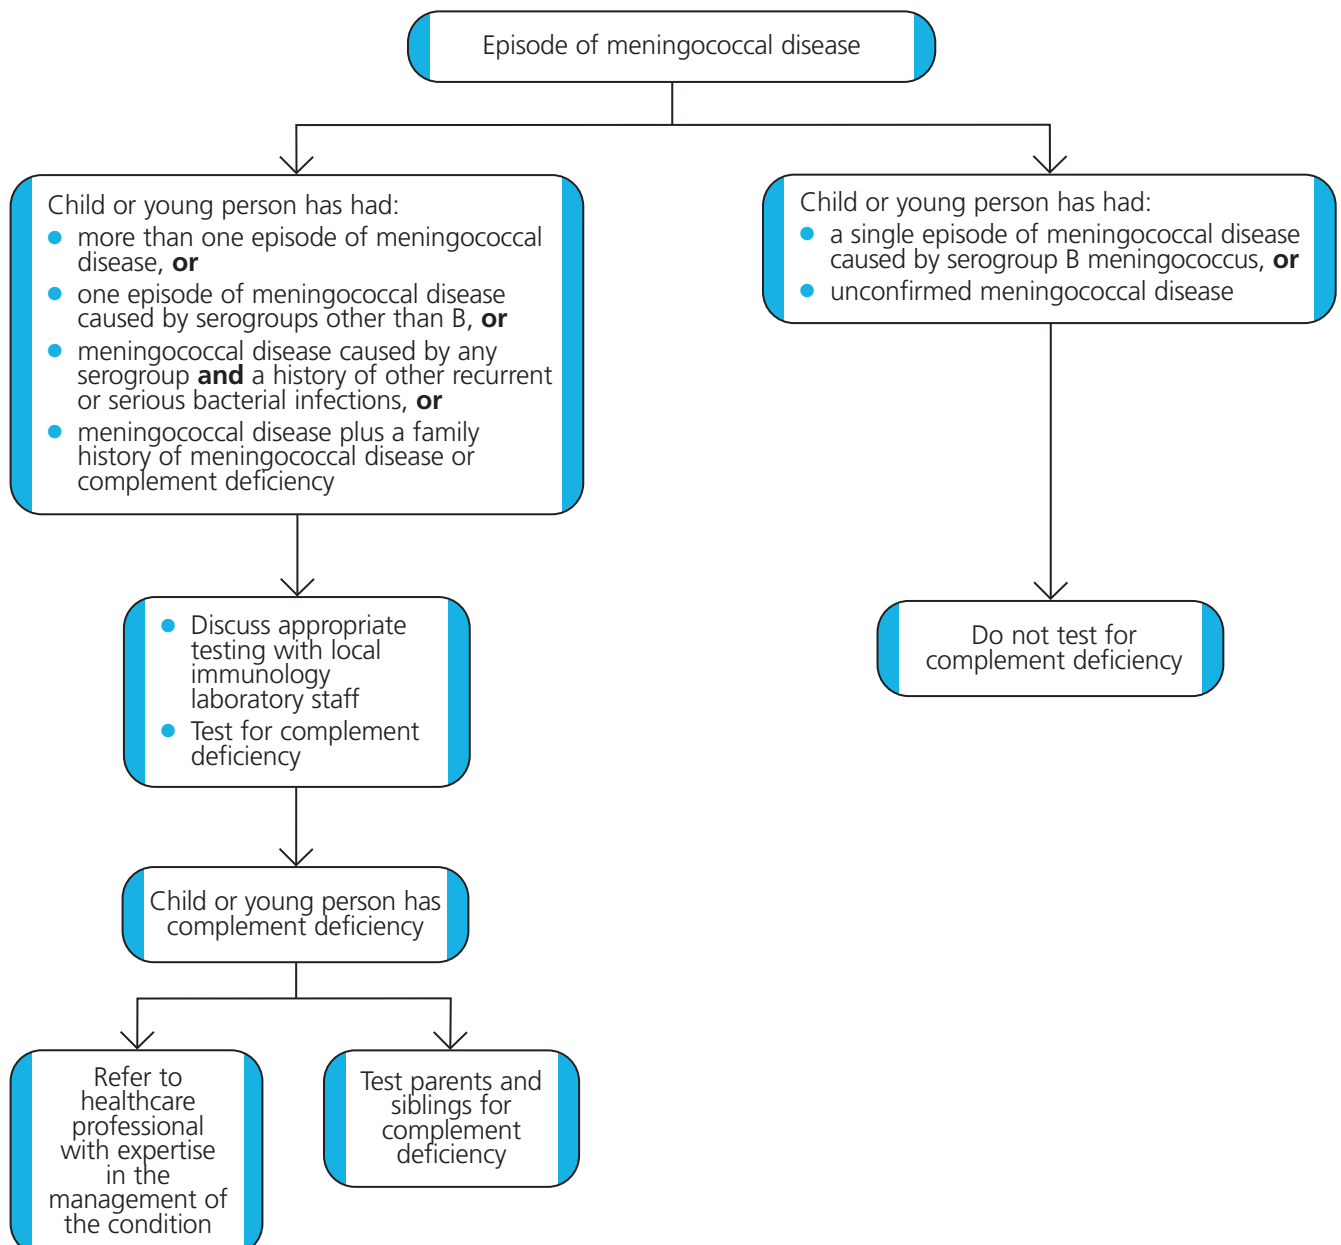 Episode of meningococcal disease
Child or young person has had:
● more than one episode of meningococcal
disease, or
● one episode of meningococcal disease
caused by serogroups other than B, or
● meningococcal disease caused by any
serogroup and a history of other recurrent
or serious bacterial infections, or
● meningococcal disease plus a family
history of meningococcal disease or
complement deficiency
Child or young person has had:
● a single episode of meningococcal disease
caused by serogroup B meningococcus, or
● unconfirmed meningococcal disease
● Discuss appropriate
testing with local
immunology
laboratory staff
● Test for complement
deficiency
Do not test for
complement deficiency
Child or young person has
complement deficiency
Refer to
healthcare
professional
with expertise
in the
management of
the condition
Test parents and
siblings for
complement
deficiency